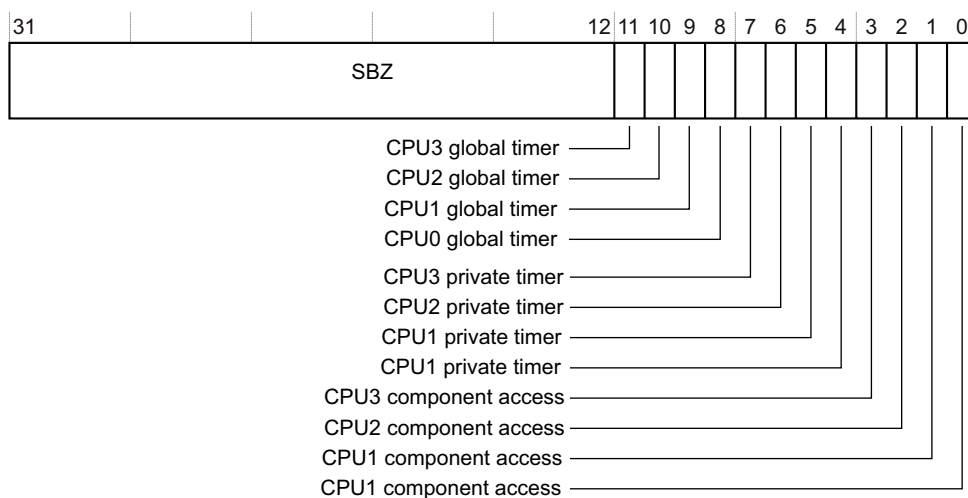 31 12 11 10 9 8 7 6 5 4 3 2 1 0
SBZ
CPU3 global timer
CPU2 global timer
CPU1 global timer
CPU0 global timer
CPU3 private timer
CPU2 private timer
CPU1 private timer
CPU1 private timer
CPU3 component access
CPU2 component access
CPU1 component access
CPU1 component access